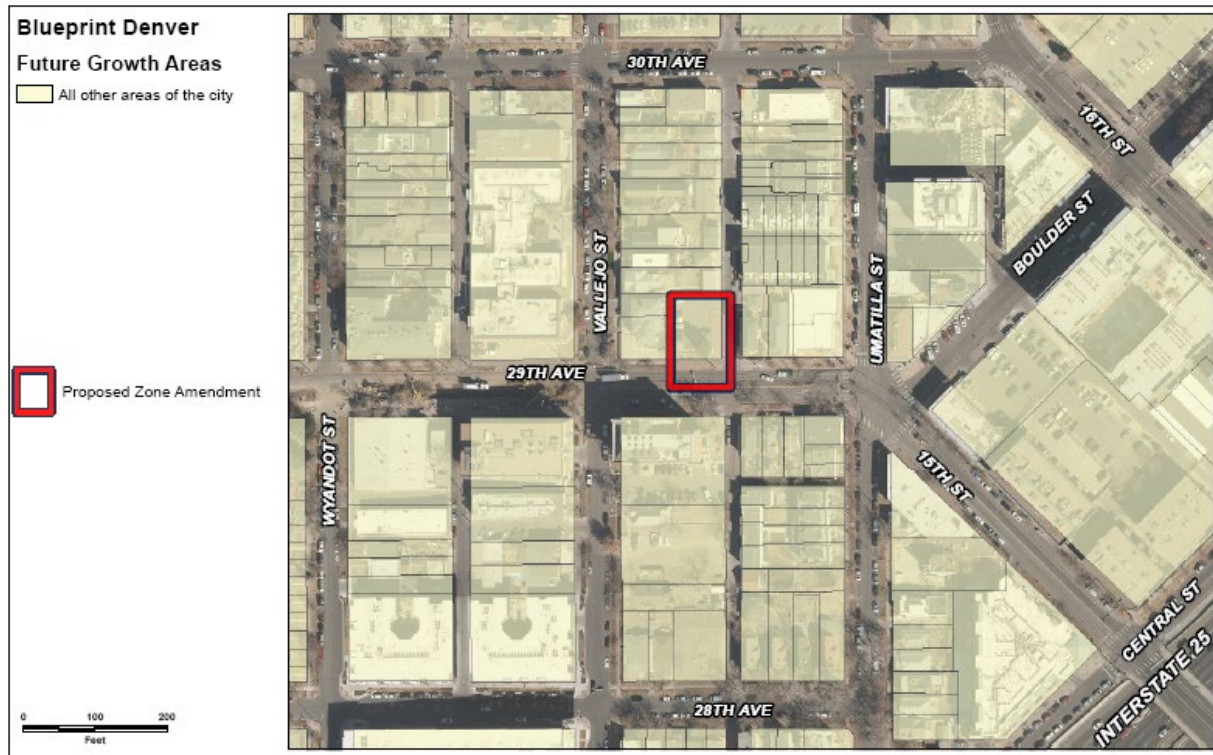 Blueprint Denver
Future Growth Areas
All other areas of the city
Proposed Zone Amendment
0 100 200
Feet
30TH AVE
16TH ST
BOULDER ST
VALLEJO ST
UMATILLA ST
29TH AVE
WYANDOT ST
15TH ST
CENTRAL ST
INTERSTATE 25
28TH AVE